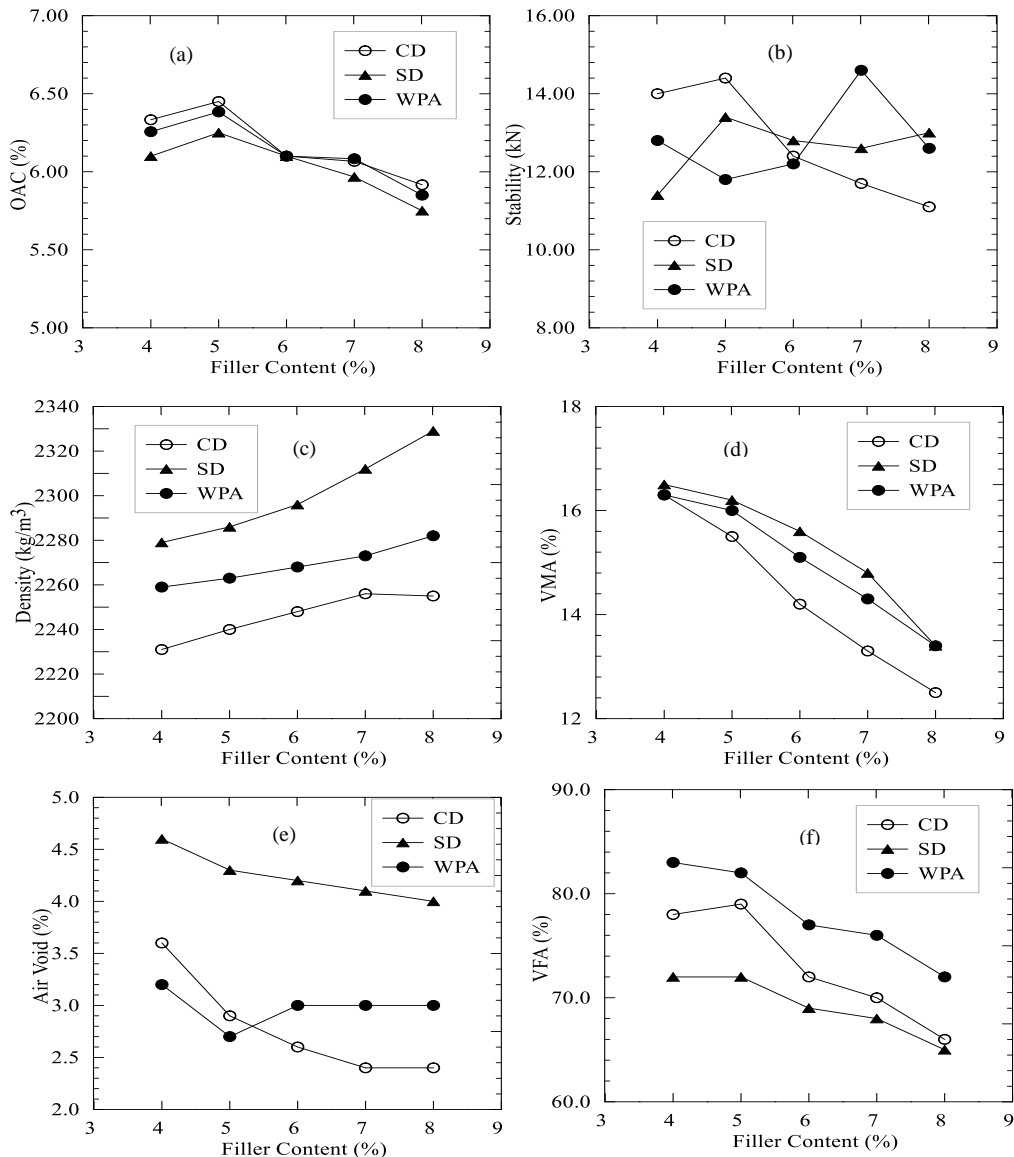 (a)
CD
SD
WPA
OAC (%)
6.00
6.50
6.00
5.50
5.00
3 4 5 6 7 8 9
Filler Content (%)
(b)
CD
SD
WPA
Stability (kN)
16.00
14.00
12.00
10.00
8.00
3 4 5 6 7 8 9
Filler Content (%)
(c)
CD
SD
WPA
Density (kg/m3)
2340
2320
2300
2280
2260
2240
2220
2200
3 4 5 6 7 8 9
Filler Content (%)
(d)
CD
SD
WPA
VMA (%)
18
16
14
12
3 4 5 6 7 8 9
Filler Content (%)
(e)
CD
SD
WPA
Air Void (%)
5.0
4.5
4.0
3.5
3.0
2.5
2.0
3 4 5 6 7 8 9
Filler Content (%)
(f)
CD
SD
WPA
VFA (%)
90.0
80.0
70.0
60.0
3 4 5 6 7 8 9
Filler Content (%)